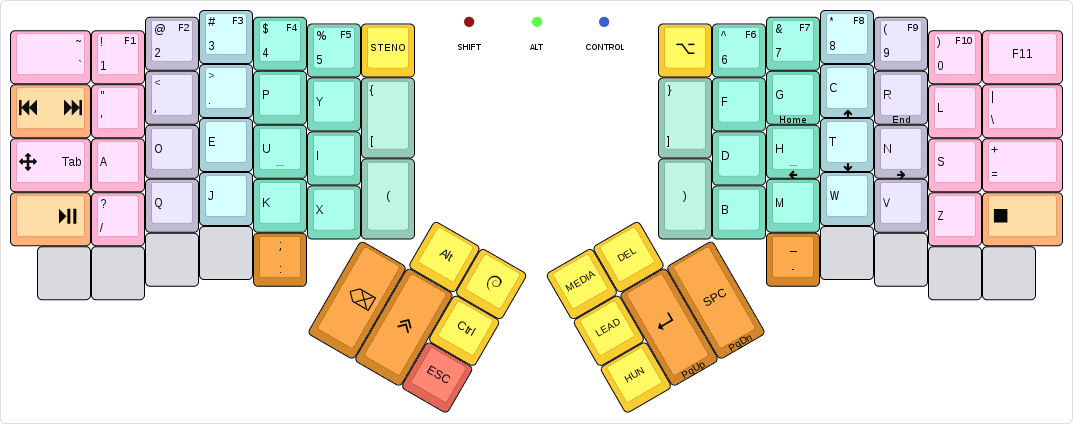 ~ `
! F1 1
@ F2 2
# F3 3
$ F4 4
% F5 5
STENO
SHIFT
ALT
CONTROL
⌥
^ F6 6
& F7 7
* F8 8
( F9 9
) F10 0
F11
⏮ ⏭
" '
< ,
> .
P
Y
{ [
} ]
F
G
Home
C
↑
R
End
L
| \
Tab
A
O
E
U _
I
D
H _
←
T
↓
N
→
S
+ =
⏯
? /
Q
J
K
X
(
)
B
M
W
V
Z
■
; :
_ .
Alt
Ctrl
ESC
MEDIA
DEL
LEAD
HUN
↵
PgUp
SPC
PgDn